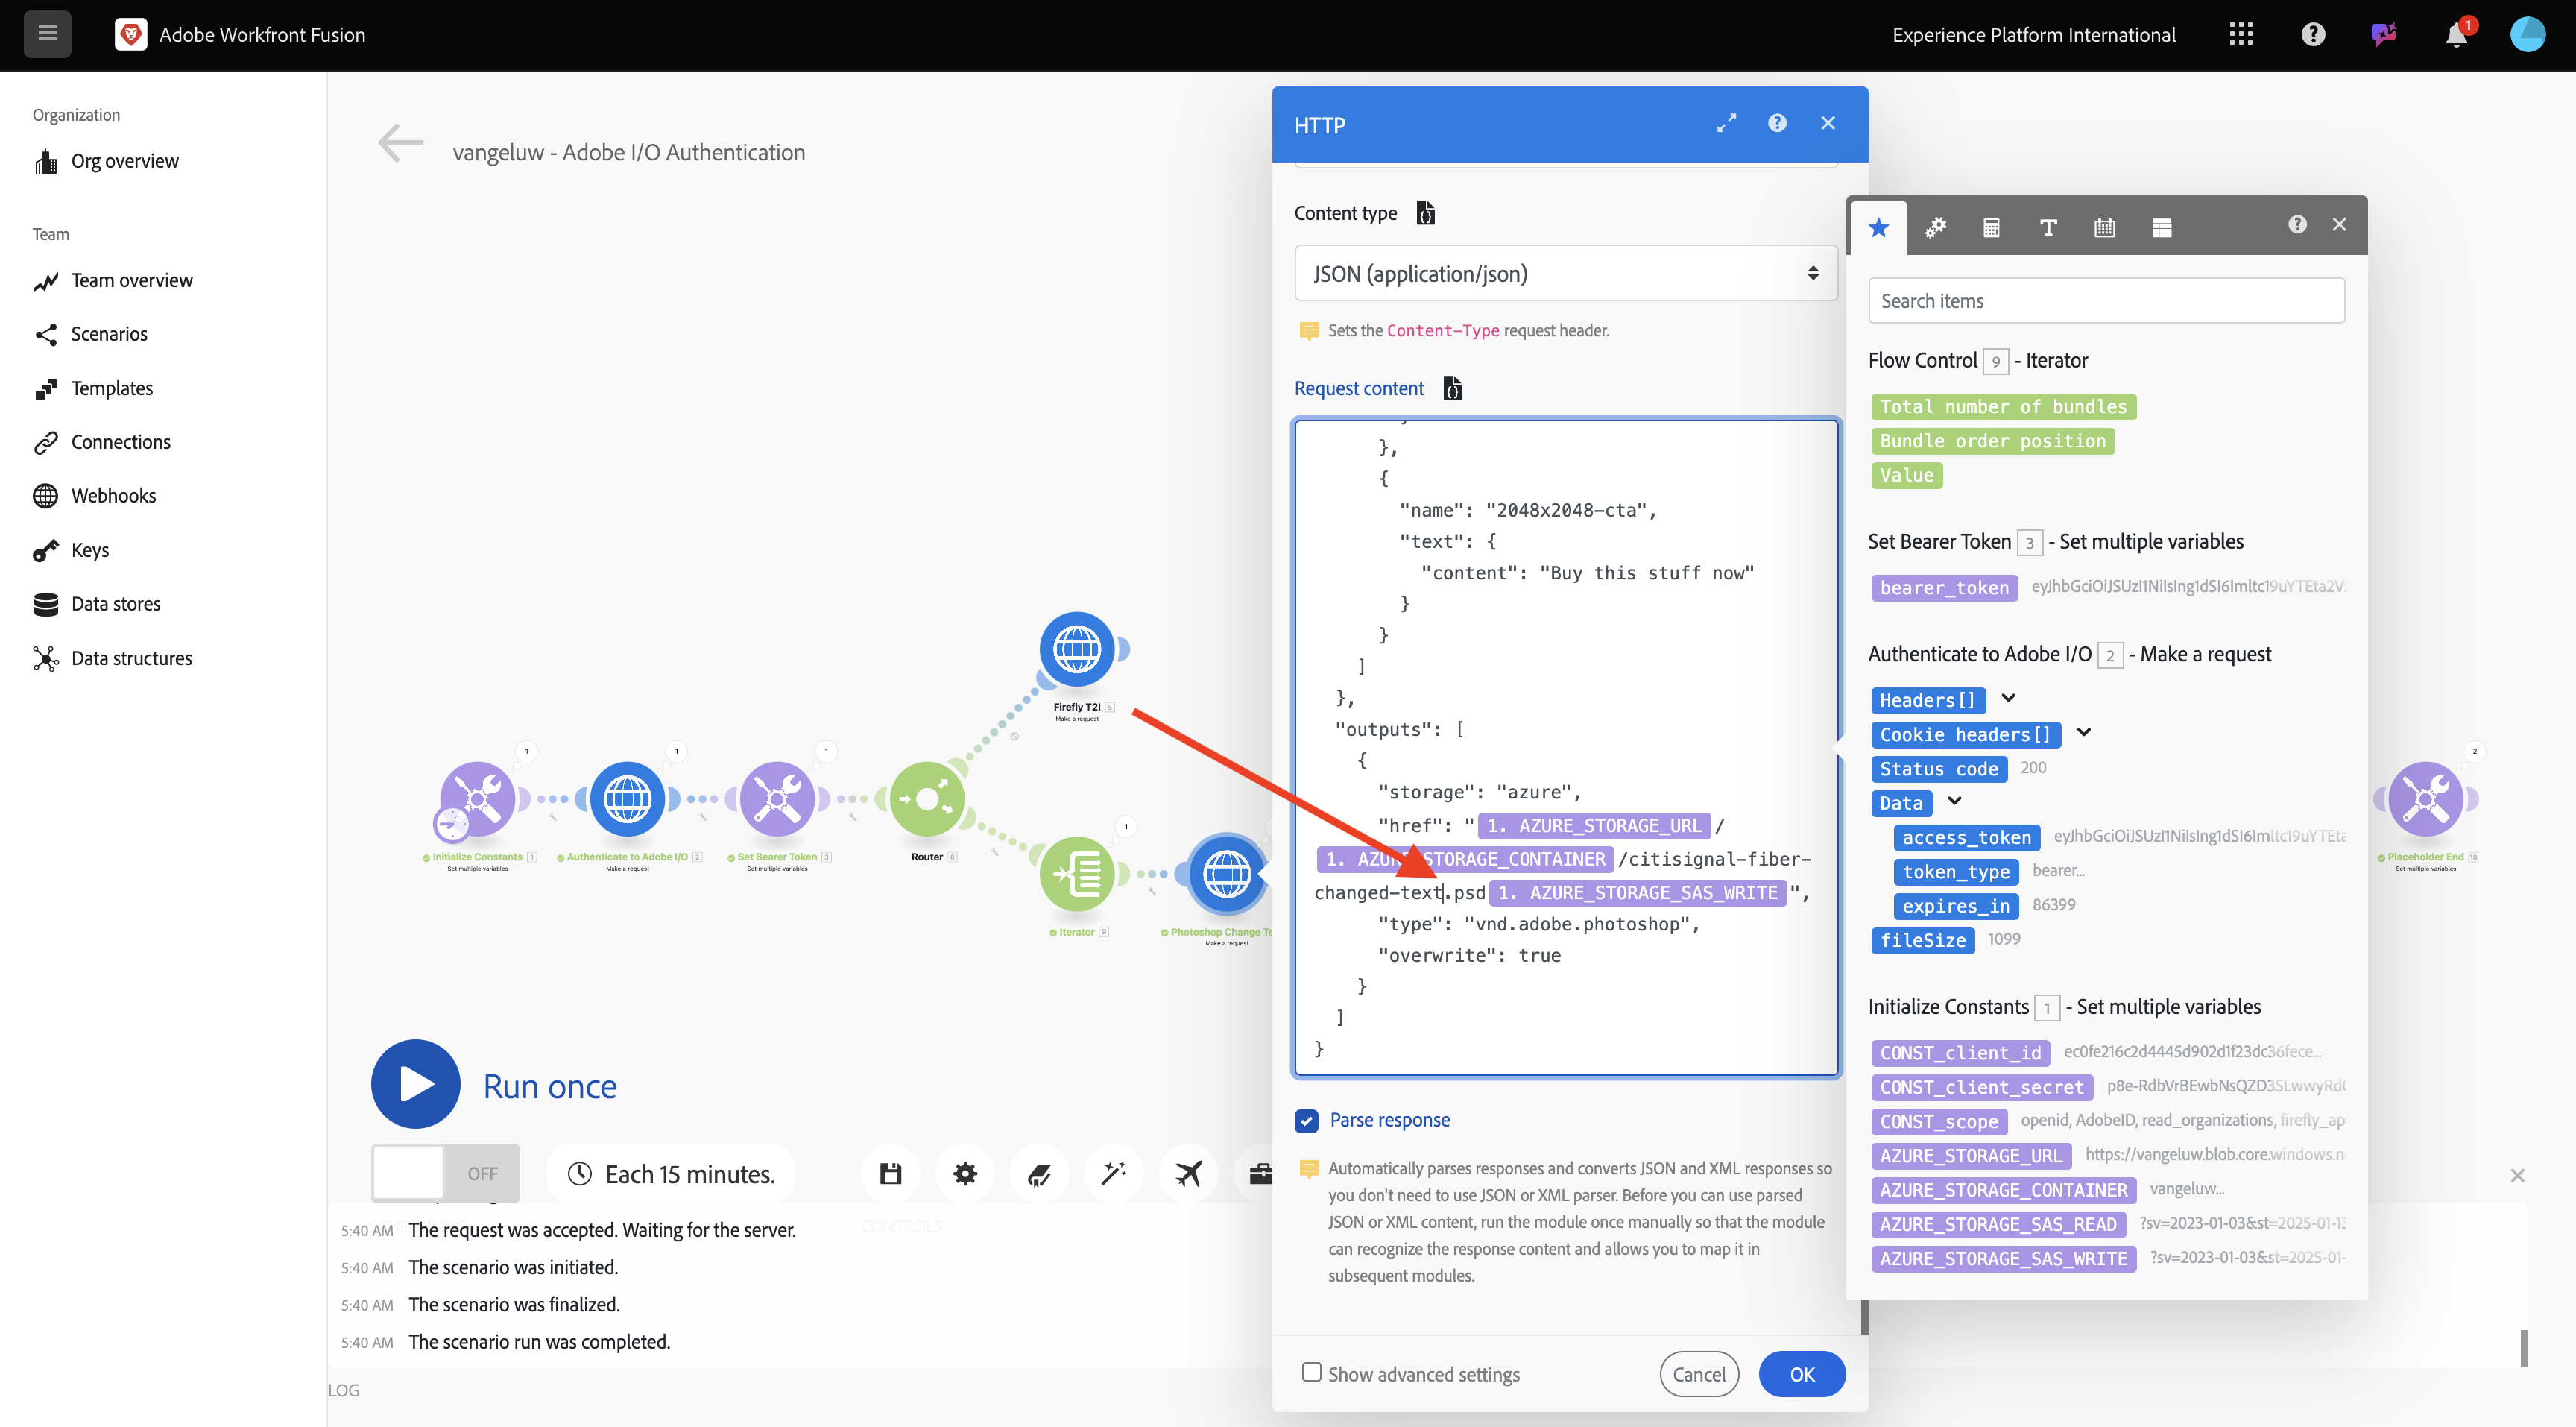 Adobe Workfront Fusion
Experience Platform International
1
Organization
Org overview
Team
Team overview
Scenarios
Templates
Connections
Webhooks
Keys
Data stores
Data structures
vangeluw - Adobe I/O Authentication
Firefly T2I 5
Make a request
1
Initialize Constants 1
Set multiple variables
1
Authenticate to Adobe I/O 2
Make a request
1
Set Bearer Token 3
Set multiple variables
Router 6
1
Iterator 9
Photoshop Change Te
Make a request
2
Placeholder End 18
Set multiple variables
Run once
OFF
Each 15 minutes.
CONTROLS
5:40 AM The request was accepted. Waiting for the server.
5:40 AM The scenario was initiated.
5:40 AM The scenario was finalized.
5:40 AM The scenario run was completed.
LOG
HTTP
Content type
JSON (application/json)
Sets the Content-Type request header.
Request content
},
{
"name": "2048x2048-cta",
"text": {
"content": "Buy this stuff now"
}
}
]
},
"outputs": [
{
"storage": "azure",
"href": "1. AZURE_STORAGE_URL /
1. AZURE_STORAGE_CONTAINER /citisignal-fiber-
changed-text.psd 1. AZURE_STORAGE_SAS_WRITE ",
"type": "vnd.adobe.photoshop",
"overwrite": true
}
]
}
Parse response
Automatically parses responses and converts JSON and XML responses so
you don't need to use JSON or XML parser. Before you can use parsed
JSON or XML content, run the module once manually so that the module
can recognize the response content and allows you to map it in
subsequent modules.
Show advanced settings
Cancel
OK
Search items
Flow Control 9 - Iterator
Total number of bundles
Bundle order position
Value
Set Bearer Token 3 - Set multiple variables
bearer_token eyJhbGciOiJSUzI1NiIsIng1dSI6Imltc19uYTEta2V
Authenticate to Adobe I/O 2 - Make a request
Headers[]
Cookie headers[]
Status code 200
Data
access_token eyJhbGciOiJSUzI1NiIsIng1dSI6Imltc19uYTEta
token_type bearer...
expires_in 86399
fileSize 1099
Initialize Constants 1 - Set multiple variables
CONST_client_id ec0fe216c2d4445d902d1f23dc36fece...
CONST_client_secret p8e-RdbVrBEwbNsQZD3SLwwyRd
CONST_scope openid, AdobeID, read_organizations, firefly_ap
AZURE_STORAGE_URL https://vangeluw.blob.core.windows.n
AZURE_STORAGE_CONTAINER vangeluw...
AZURE_STORAGE_SAS_READ ?sv=2023-01-03&st=2025-01-13
AZURE_STORAGE_SAS_WRITE ?sv=2023-01-03&st=2025-01-